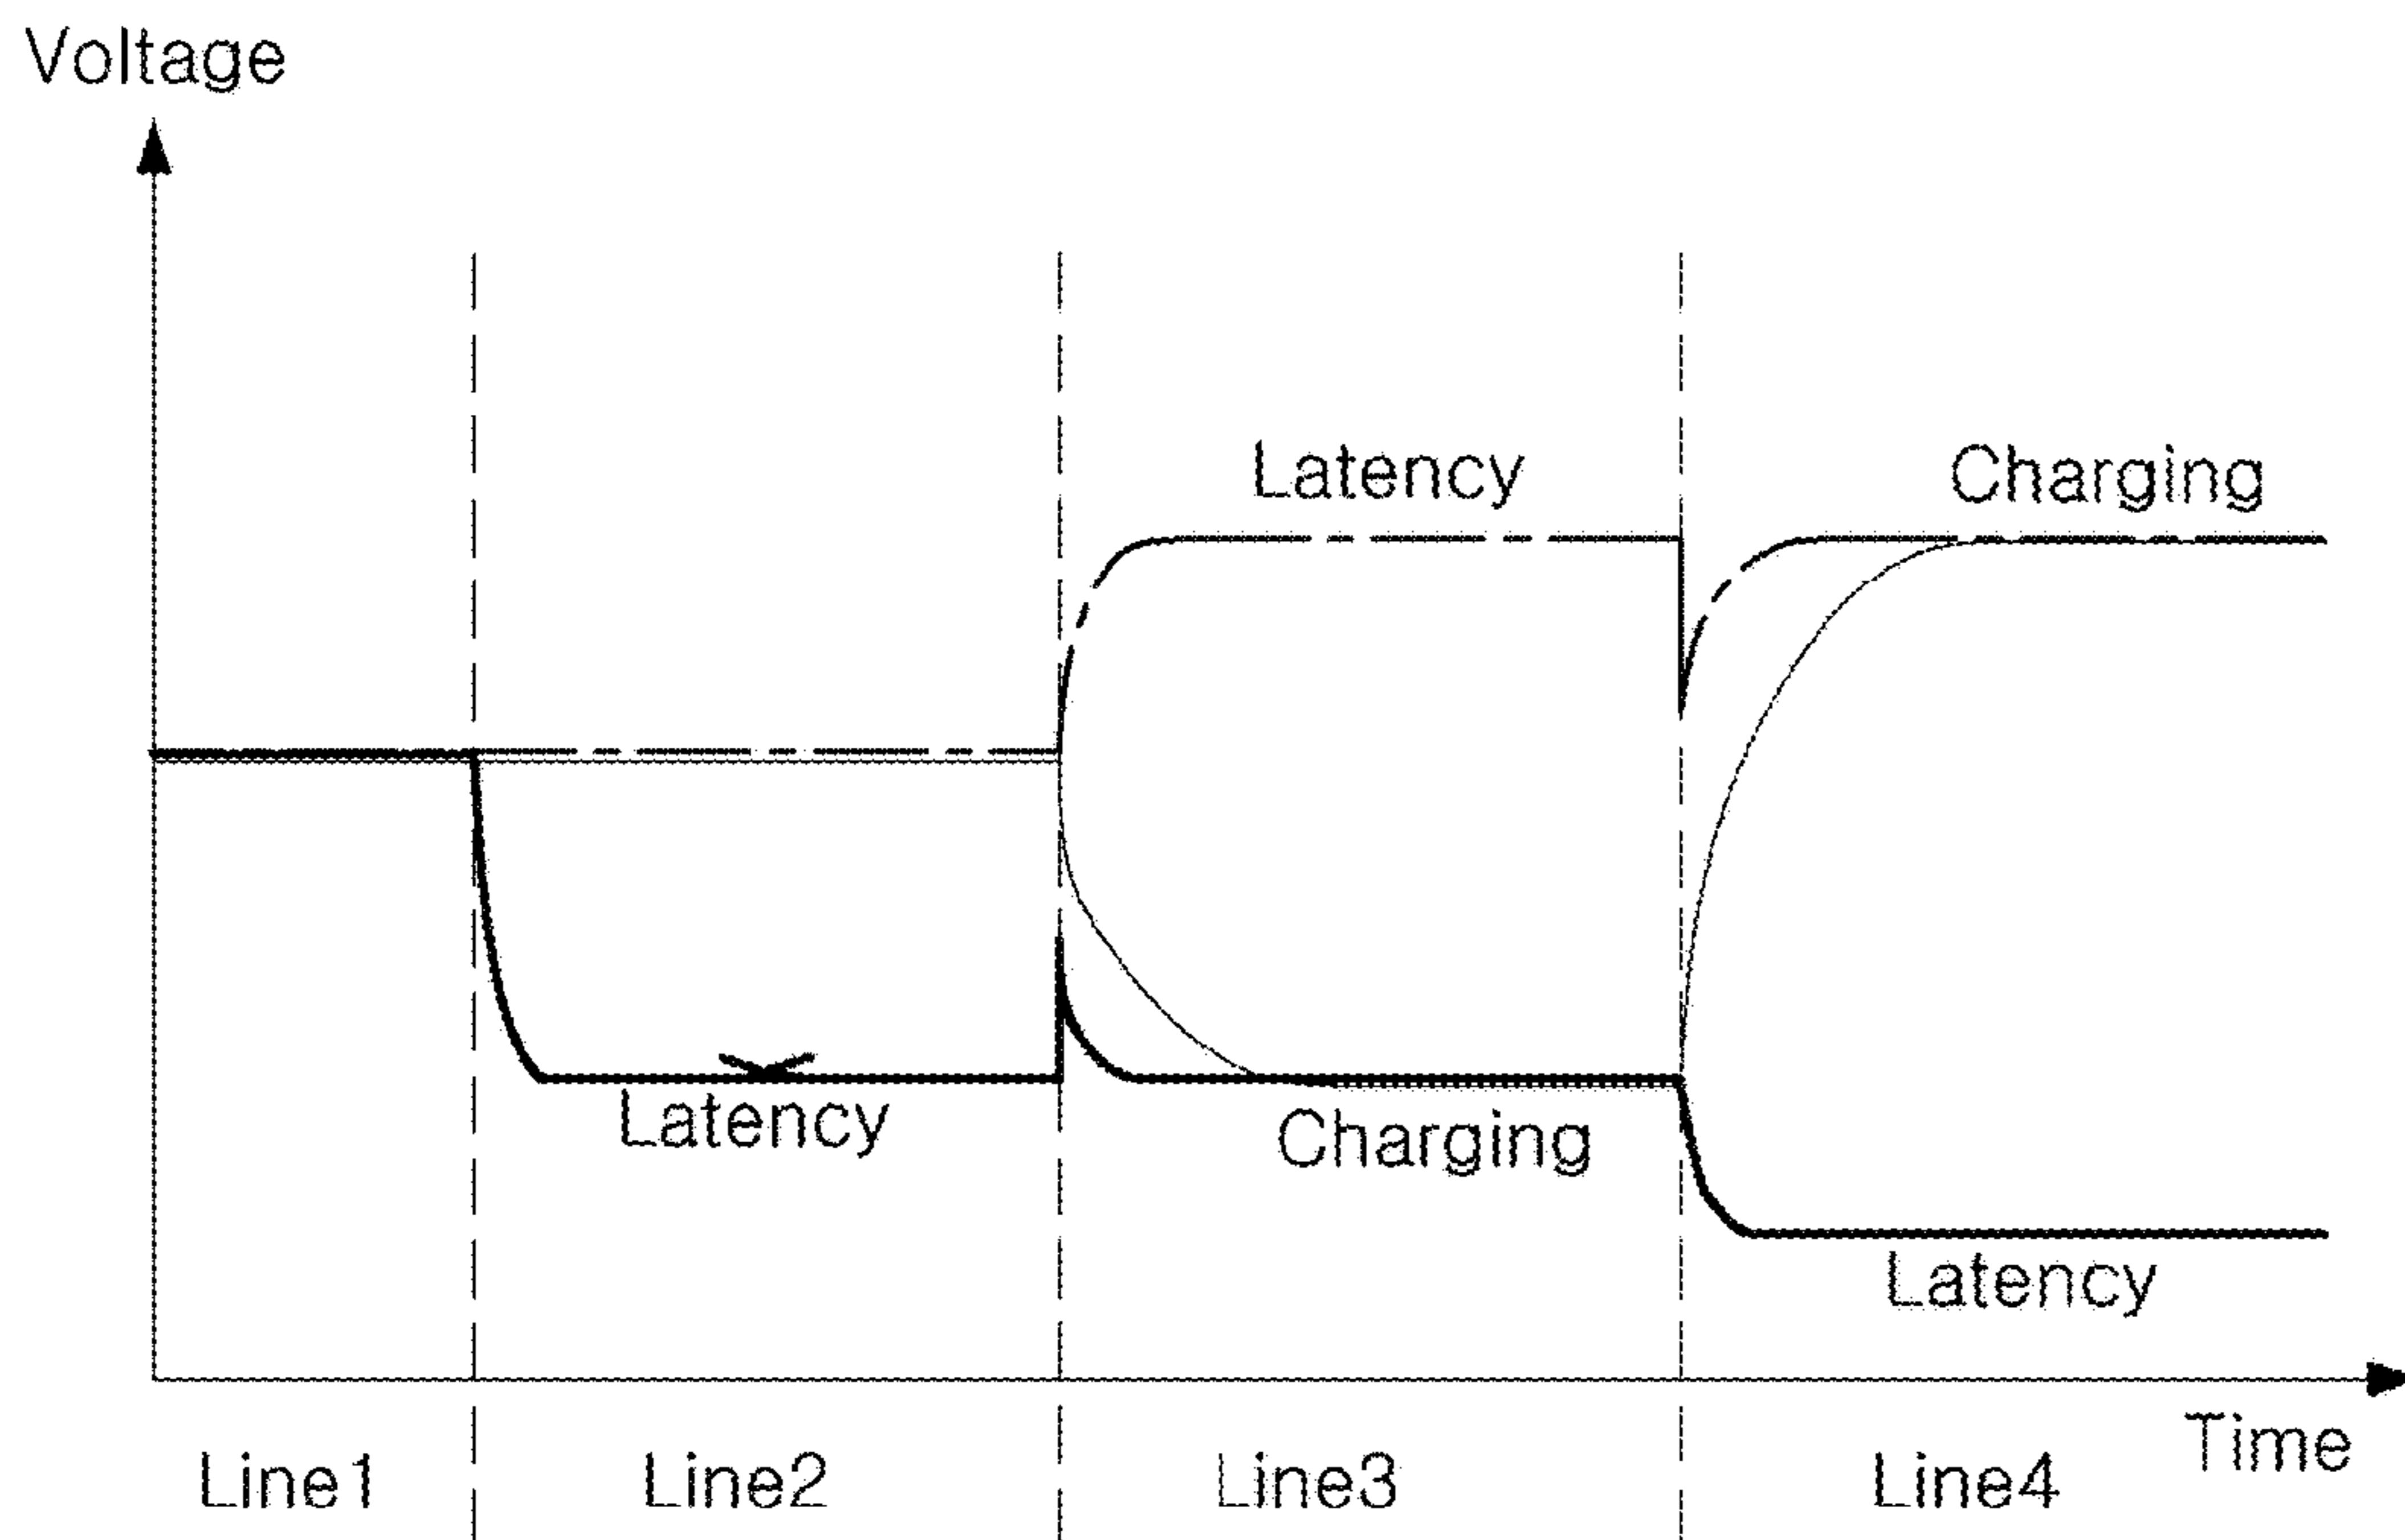 Voltage
Latency
Charging
Latency
Charging
Latency
Time
Line1
Line2
Line3
Line4